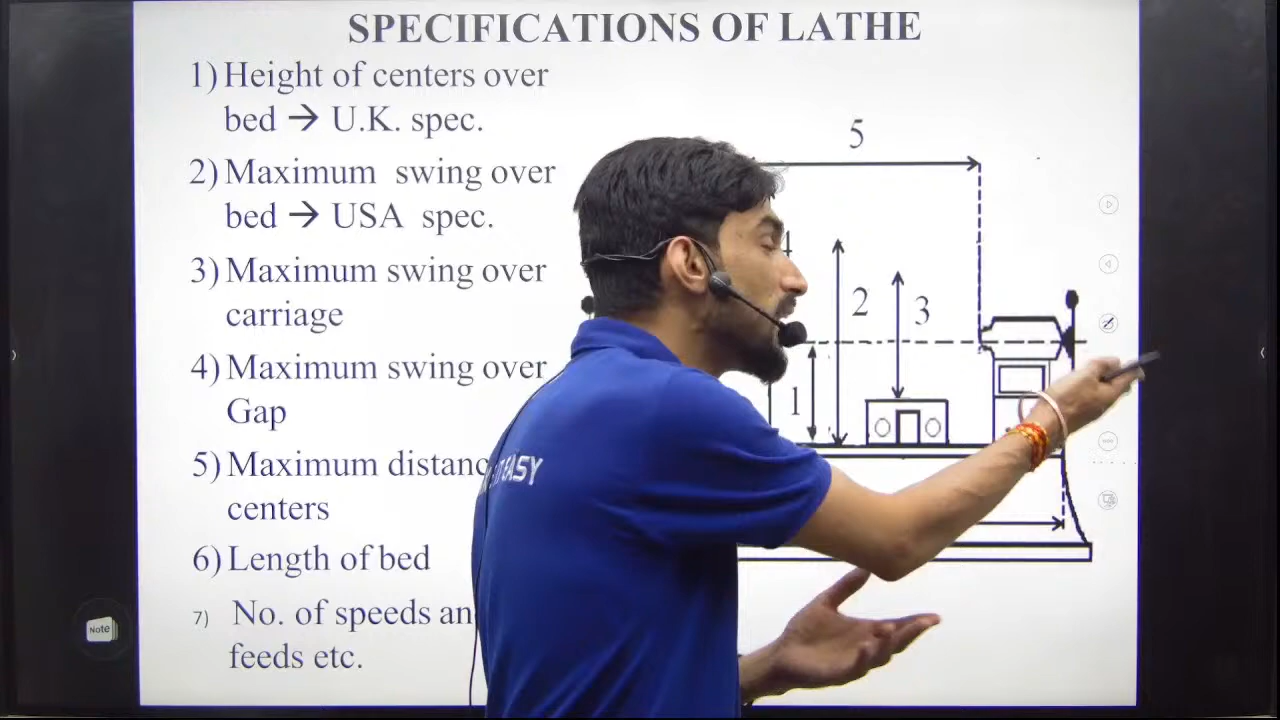 SPECIFICATIONS OF LATHE
1) Height of centers over
bed → U.K. spec.
2) Maximum swing over
bed → USA spec.
3) Maximum swing over
carriage
4) Maximum swing over
Gap
5) Maximum
centers
6) Length of bed
7) No. of speeds
feeds etc.
5
4
2
3
1
EASY
Note